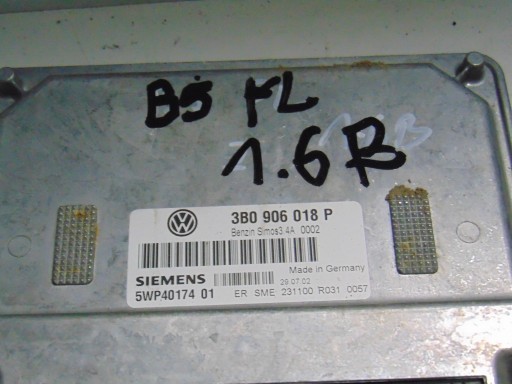 B5 FL
1.6 B
3B0 906 018 P
Benzin Simos3.4A 0002
Made in Germany
SIEMENS
29.07.02
5WP40174 01 ER SME 231100 R031 0057